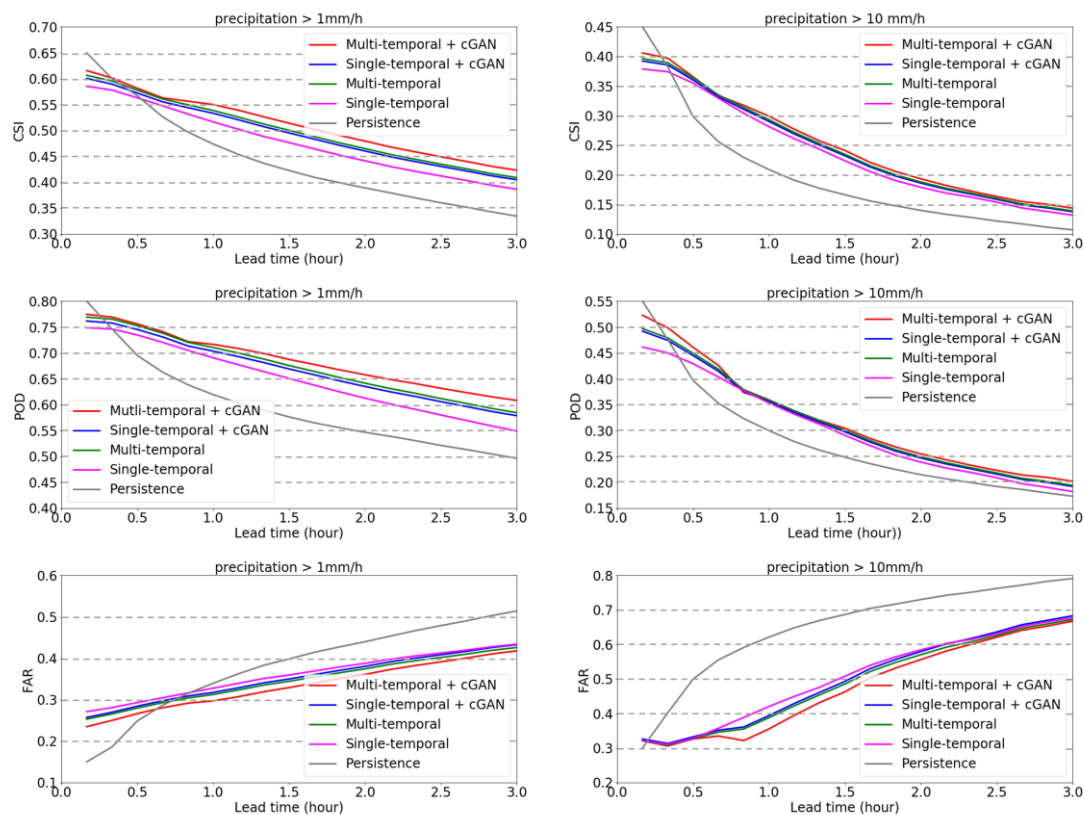 precipitation > 1mm/h
CSI
0.70
0.65
0.60
0.55
0.50
0.45
0.40
0.35
0.30
0.0 0.5 1.0 1.5 2.0 2.5 3.0
Lead time (hour)
Multi-temporal + cGAN
Single-temporal + cGAN
Multi-temporal
Single-temporal
Persistence
precipitation > 10 mm/h
CSI
0.45
0.40
0.35
0.30
0.25
0.20
0.15
0.10
0.0 0.5 1.0 1.5 2.0 2.5 3.0
Lead time (hour)
Multi-temporal + cGAN
Single-temporal + cGAN
Multi-temporal
Single-temporal
Persistence
precipitation > 1mm/h
POD
0.80
0.75
0.70
0.65
0.60
0.55
0.50
0.45
0.40
0.0 0.5 1.0 1.5 2.0 2.5 3.0
Lead time (hour)
Mutli-temporal + cGAN
Single-temporal + cGAN
Multi-temporal
Single-temporal
Persistence
precipitation > 10mm/h
POD
0.55
0.50
0.45
0.40
0.35
0.30
0.25
0.20
0.15
0.0 0.5 1.0 1.5 2.0 2.5 3.0
Lead time (hour))
Multi-temporal + cGAN
Single-temporal + cGAN
Multi-temporal
Single-temporal
Persistence
precipitation > 1mm/h
FAR
0.6
0.5
0.4
0.3
0.2
0.1
0.0 0.5 1.0 1.5 2.0 2.5 3.0
Lead time (hour)
Multi-temporal + cGAN
Single-temporal + cGAN
Multi-temporal
Single-temporal
Persistence
precipitation > 10mm/h
FAR
0.8
0.7
0.6
0.5
0.4
0.3
0.2
0.0 0.5 1.0 1.5 2.0 2.5 3.0
Lead time (hour)
Multi-temporal + cGAN
Single-temporal + cGAN
Multi-temporal
Single-temporal
Persistence